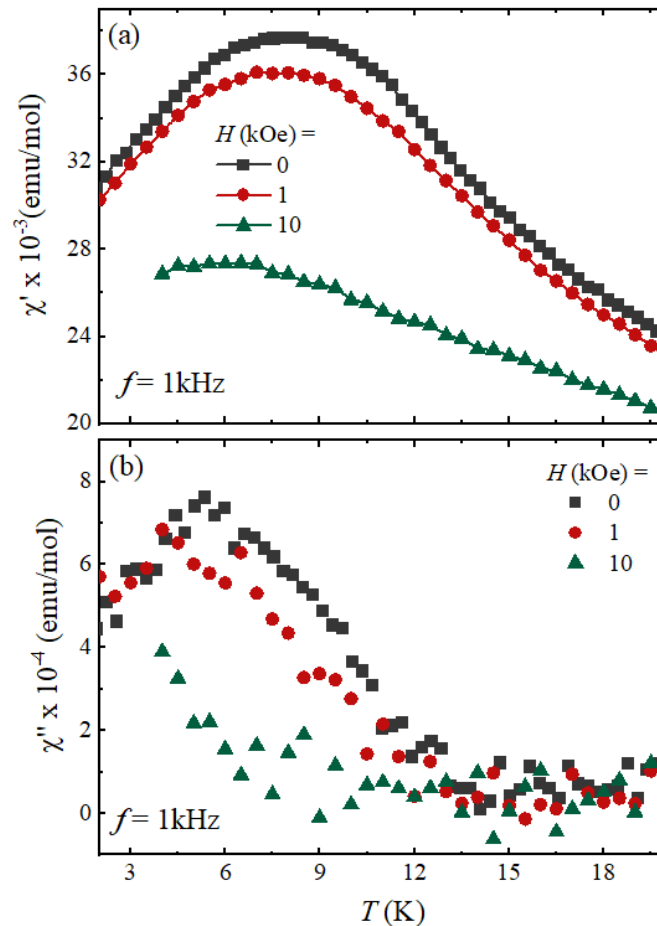 (a)
χ' x 10⁻³(emu/mol)
36
32
28
24
20
H (kOe) =
0
1
10
f = 1kHz
(b)
χ'' x 10⁻⁴ (emu/mol)
8
6
4
2
0
H (kOe) =
0
1
10
f = 1kHz
3 6 9 12 15 18
T (K)